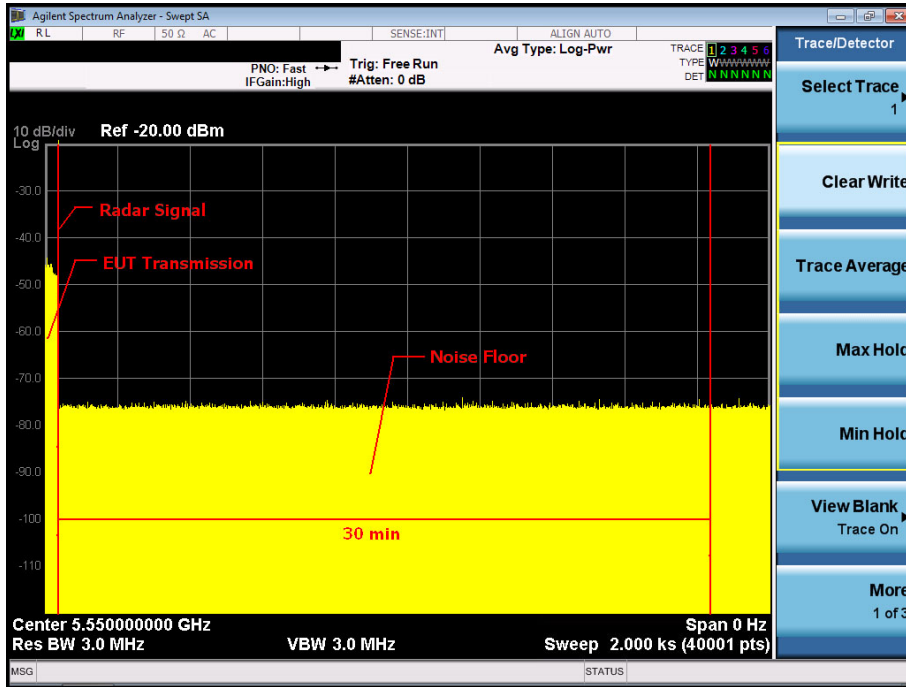 Agilent Spectrum Analyzer - Swept SA
LXI RL RF 50 Ω AC SENSE:INT ALIGN AUTO
Avg Type: Log-Pwr
TRACE 1 2 3 4 5 6
TYPE WWWWWW
DET N N N N N N
PNO: Fast
IFGain:High
Trig: Free Run
#Atten: 0 dB
10 dB/div Ref -20.00 dBm
Log
-30.0
-40.0
-50.0
-60.0
-70.0
-80.0
-90.0
-100
-110
Radar Signal
EUT Transmission
Noise Floor
30 min
Center 5.550000000 GHz Span 0 Hz
Res BW 3.0 MHz VBW 3.0 MHz Sweep 2.000 ks (40001 pts)
MSG STATUS
Trace/Detector
Select Trace
1
Clear Write
Trace Average
Max Hold
Min Hold
View Blank
Trace On
More
1 of 3